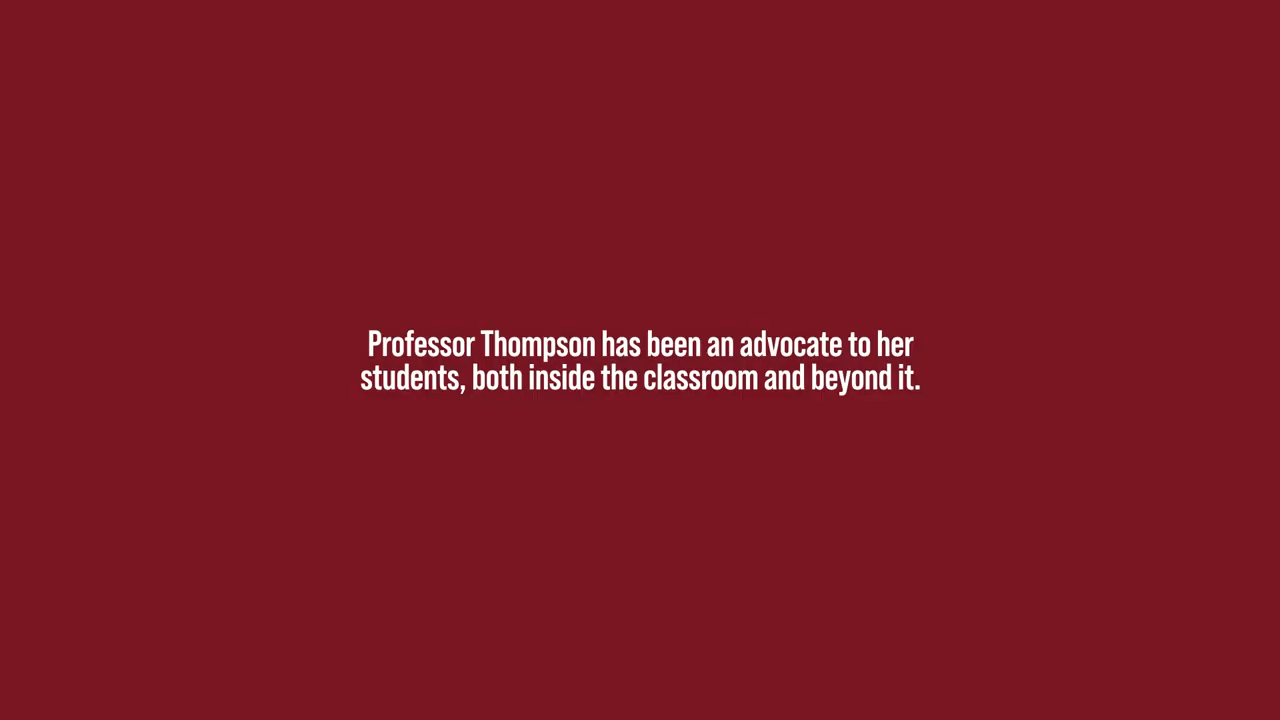 Professor Thompson has been an advocate to her
students, both inside the classroom and beyond it.